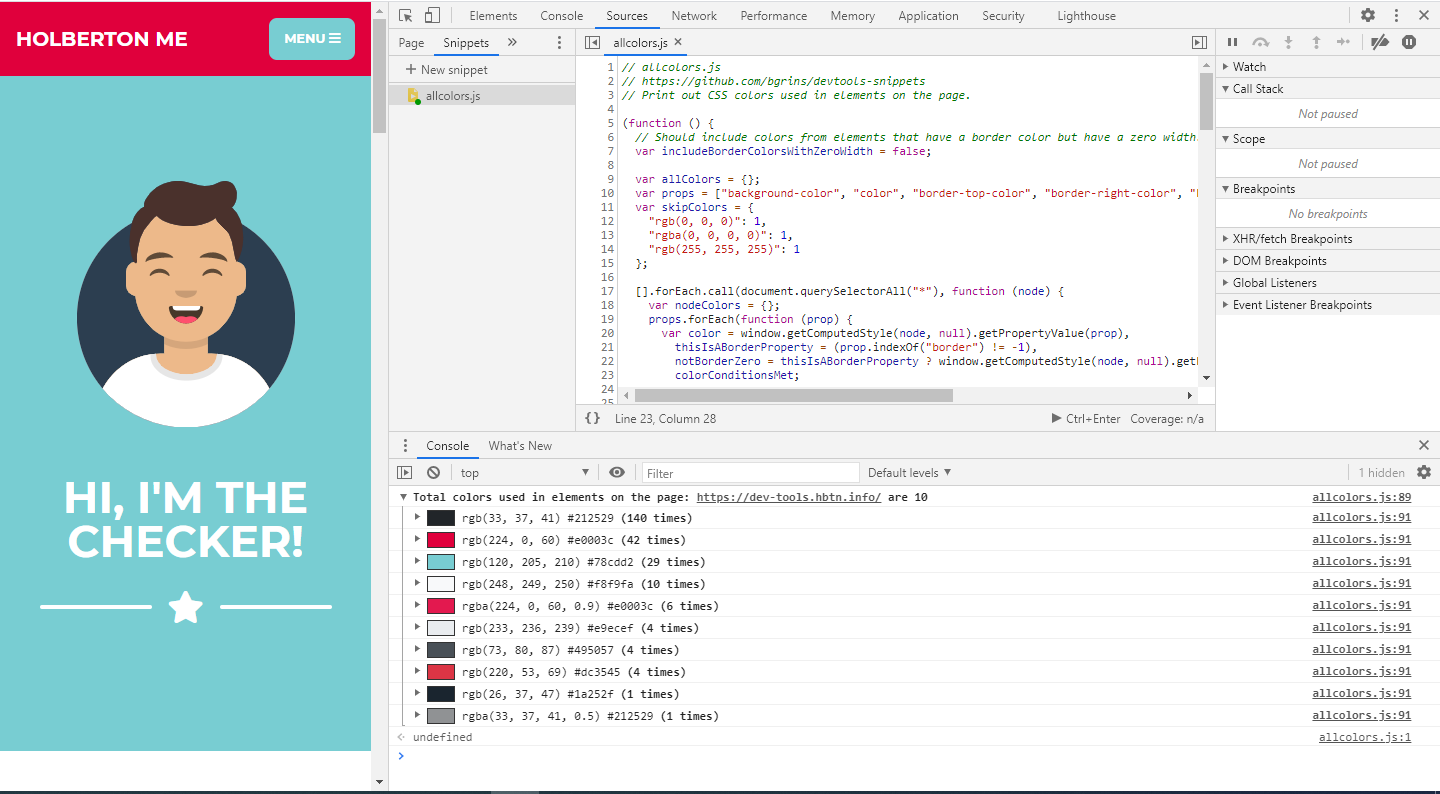 HOLBERTON ME
MENU
HI, I'M THE
CHECKER!
Elements Console Sources Network Performance Memory Application Security Lighthouse
Page Snippets
New snippet
allcolors.js
allcolors.js
1 // allcolors.js
2 // https://github.com/bgrins/devtools-snippets
3 // Print out CSS colors used in elements on the page.
4
5 (function () {
6 // Should include colors from elements that have a border color but have a zero width
7 var includeBorderColorsWithZeroWidth = false;
8
9 var allColors = {};
10 var props = ["background-color", "color", "border-top-color", "border-right-color", "
11 var skipColors = {
12 "rgb(0, 0, 0)": 1,
13 "rgba(0, 0, 0, 0)": 1,
14 "rgb(255, 255, 255)": 1
15 };
16
17 [].forEach.call(document.querySelectorAll("*"), function (node) {
18 var nodeColors = {};
19 props.forEach(function (prop) {
20 var color = window.getComputedStyle(node, null).getPropertyValue(prop),
21 thisIsABorderProperty = (prop.indexOf("border") != -1),
22 notBorderZero = thisIsABorderProperty ? window.getComputedStyle(node, null).get
23 colorConditionsMet;
24
25
{} Line 23, Column 28 Ctrl+Enter Coverage: n/a
Watch
Call Stack
Not paused
Scope
Not paused
Breakpoints
No breakpoints
XHR/fetch Breakpoints
DOM Breakpoints
Global Listeners
Event Listener Breakpoints
Console What's New
top Filter Default levels 1 hidden
Total colors used in elements on the page: https://dev-tools.hbtn.info/ are 10 allcolors.js:89
rgb(33, 37, 41) #212529 (140 times) allcolors.js:91
rgb(224, 0, 60) #e0003c (42 times) allcolors.js:91
rgb(120, 205, 210) #78cdd2 (29 times) allcolors.js:91
rgb(248, 249, 250) #f8f9fa (10 times) allcolors.js:91
rgba(224, 0, 60, 0.9) #e0003c (6 times) allcolors.js:91
rgb(233, 236, 239) #e9ecef (4 times) allcolors.js:91
rgb(73, 80, 87) #495057 (4 times) allcolors.js:91
rgb(220, 53, 69) #dc3545 (4 times) allcolors.js:91
rgb(26, 37, 47) #1a252f (1 times) allcolors.js:91
rgba(33, 37, 41, 0.5) #212529 (1 times) allcolors.js:91
undefined allcolors.js:1